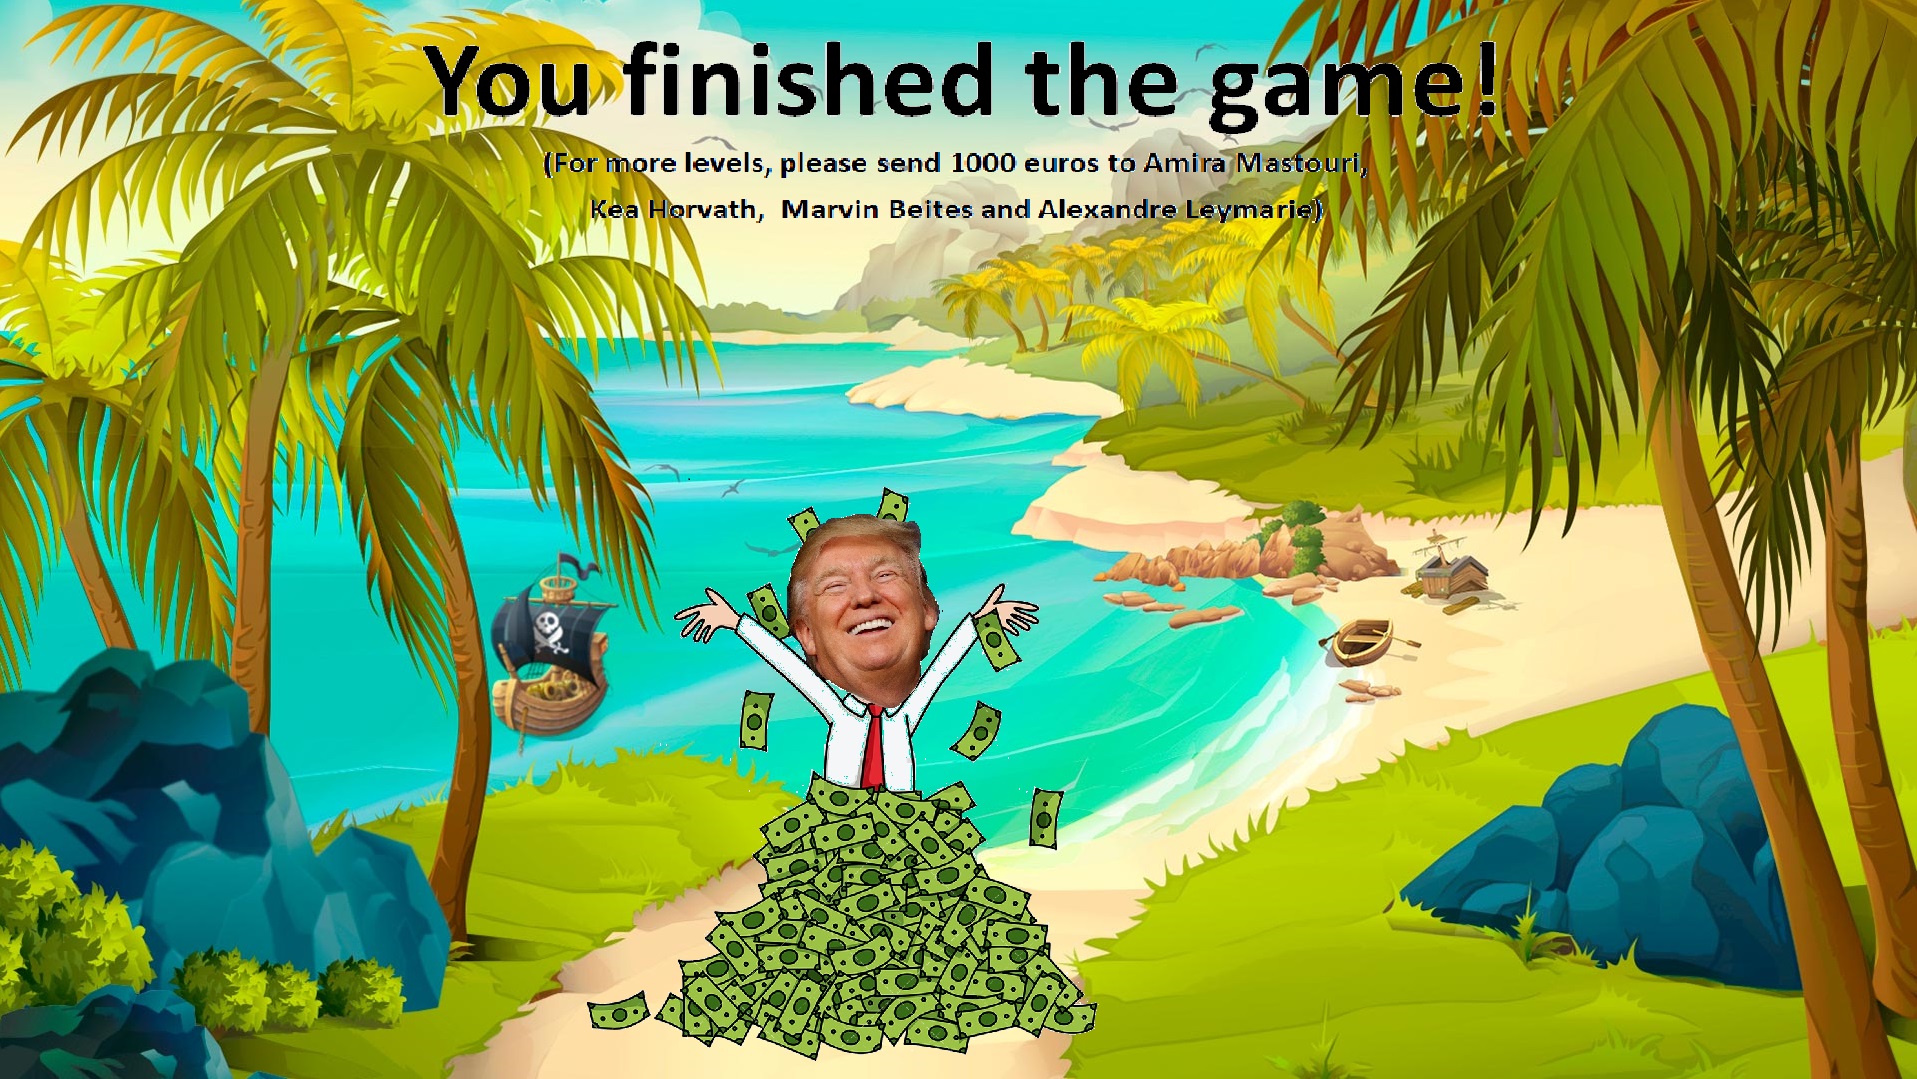 You finished the game!
(For more levels, please send 1000 euros to Amira Mastouri,
Kea Horvath, Marvin Beites and Alexandre Leymarie)